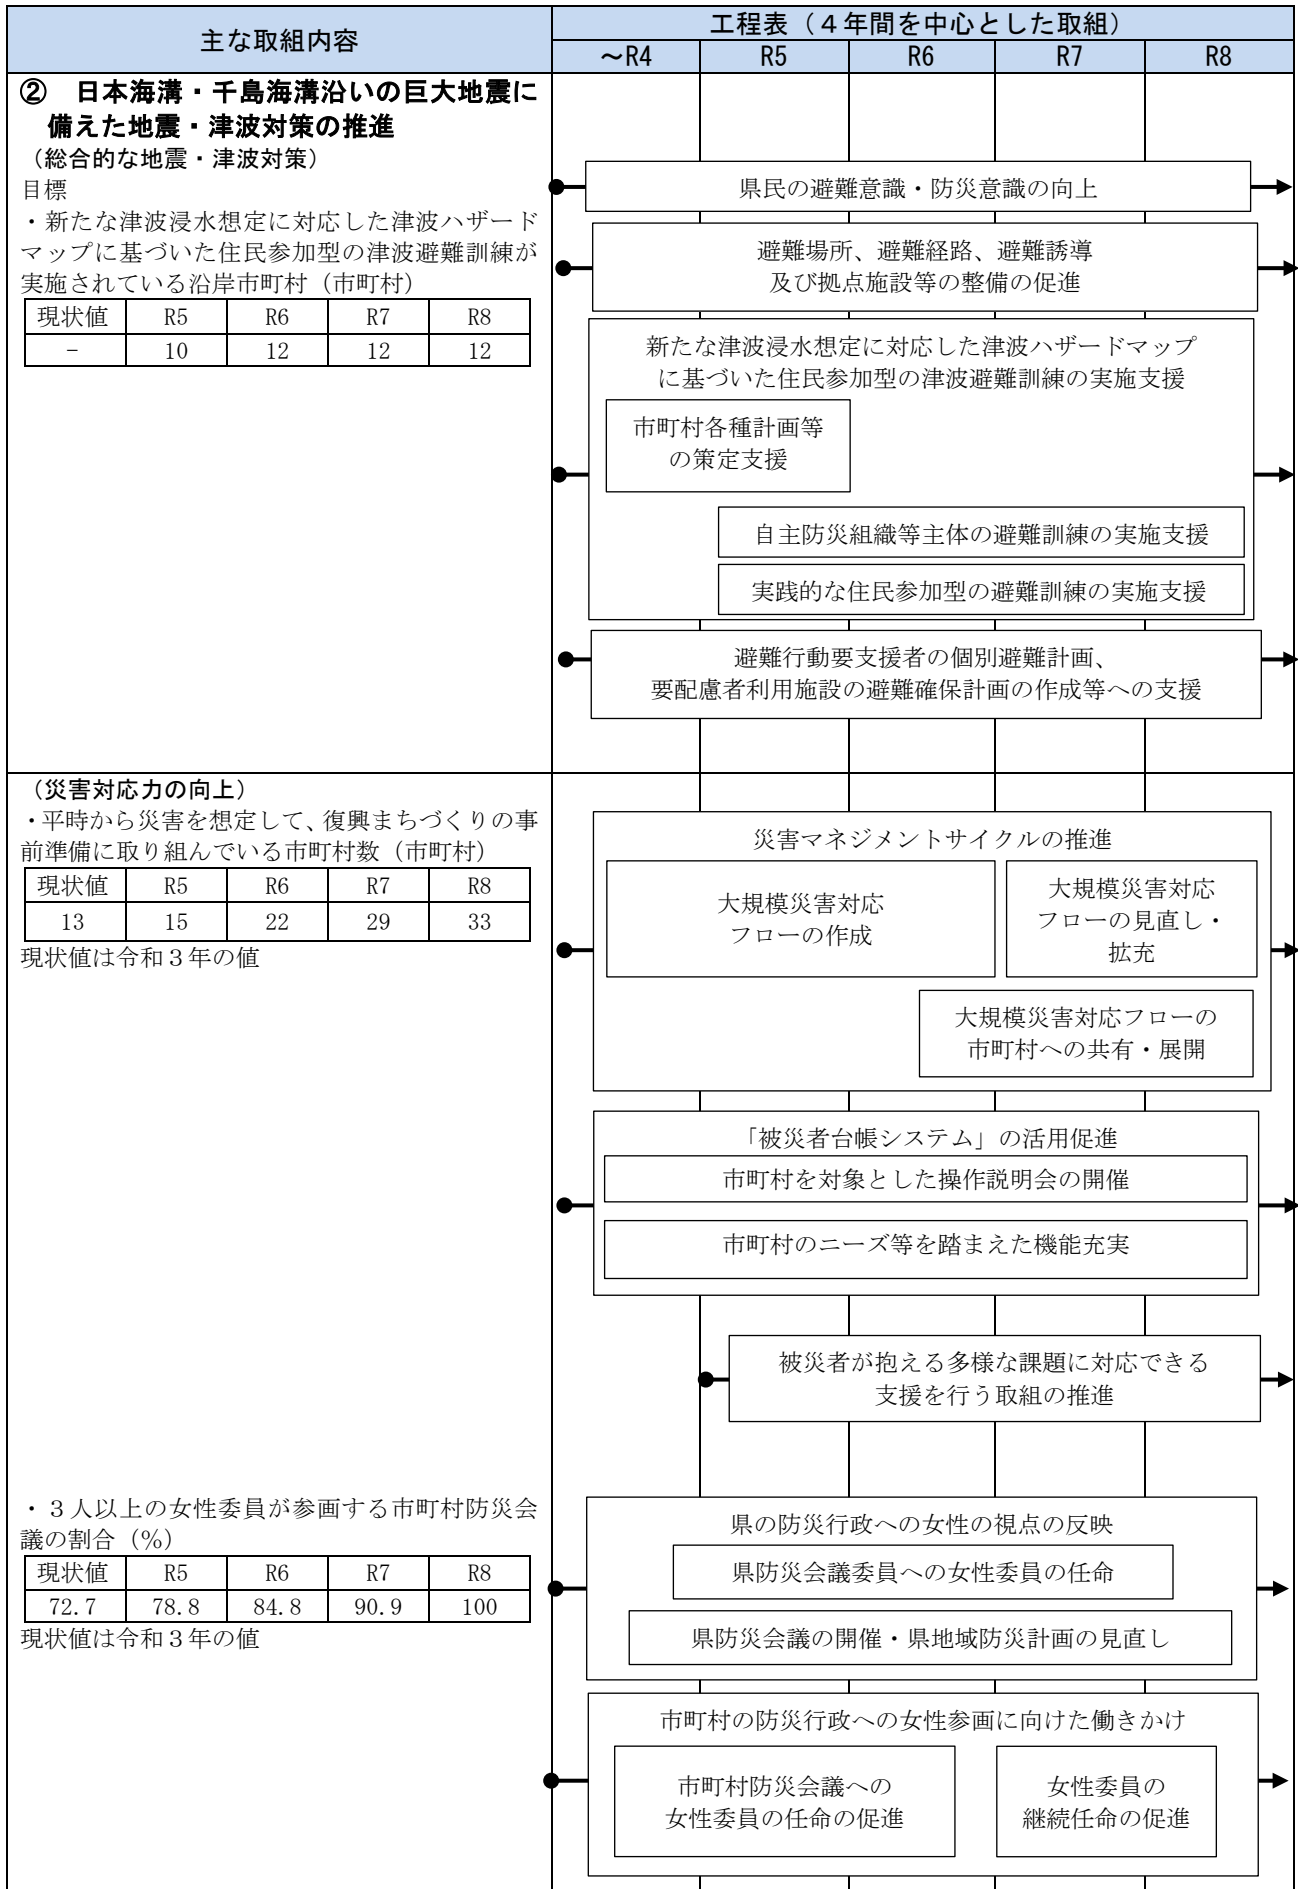 主な取組内容
工程表（４年間を中心とした取組）
～R4 R5 R6 R7 R8
② 日本海溝・千島海溝沿いの巨大地震に
備えた地震・津波対策の推進
（総合的な地震・津波対策）
目標
・新たな津波浸水想定に対応した津波ハザード
マップに基づいた住民参加型の津波避難訓練が
実施されている沿岸市町村（市町村）
現状値 R5 R6 R7 R8
－ 10 12 12 12
県民の避難意識・防災意識の向上
避難場所、避難経路、避難誘導
及び拠点施設等の整備の促進
新たな津波浸水想定に対応した津波ハザードマップ
に基づいた住民参加型の津波避難訓練の実施支援
市町村各種計画等
の策定支援
自主防災組織等主体の避難訓練の実施支援
実践的な住民参加型の避難訓練の実施支援
避難行動要支援者の個別避難計画、
要配慮者利用施設の避難確保計画の作成等への支援
（災害対応力の向上）
・平時から災害を想定して、復興まちづくりの事
前準備に取り組んでいる市町村数（市町村）
現状値 R5 R6 R7 R8
13 15 22 29 33
現状値は令和３年の値
災害マネジメントサイクルの推進
大規模災害対応
フローの作成
大規模災害対応
フローの見直し・
拡充
大規模災害対応フローの
市町村への共有・展開
「被災者台帳システム」の活用促進
市町村を対象とした操作説明会の開催
市町村のニーズ等を踏まえた機能充実
被災者が抱える多様な課題に対応できる
支援を行う取組の推進
・３人以上の女性委員が参画する市町村防災会
議の割合（％）
現状値 R5 R6 R7 R8
72.7 78.8 84.8 90.9 100
現状値は令和３年の値
県の防災行政への女性の視点の反映
県防災会議委員への女性委員の任命
県防災会議の開催・県地域防災計画の見直し
市町村の防災行政への女性参画に向けた働きかけ
市町村防災会議への
女性委員の任命の促進
女性委員の
継続任命の促進